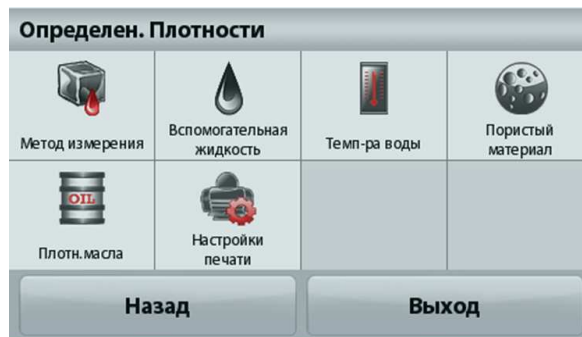 Определен. Плотности
Метод измерения
Вспомогательная
жидкость
Темп-ра воды
Пористый
материал
OIL
Плотн.масла
Настройки
печати
Назад
Выход